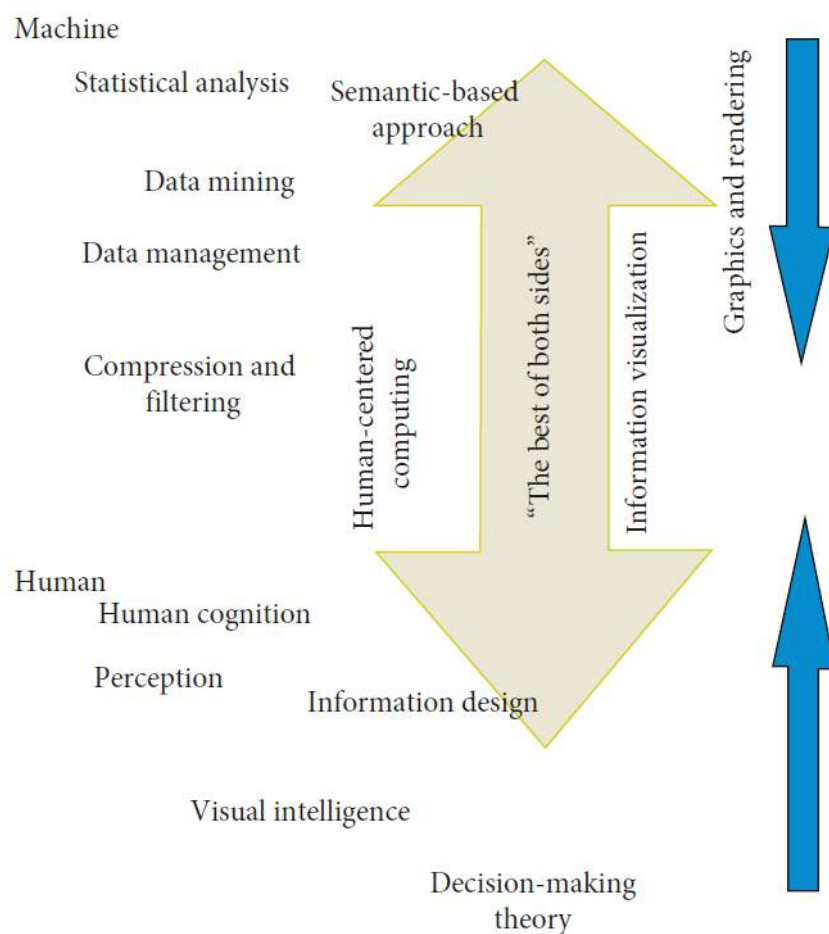 Machine
Statistical analysis
Semantic-based
approach
Data mining
Data management
Compression and
filtering
Human-centered
computing
“The best of both sides”
Information visualization
Graphics and rendering
Human
Human cognition
Perception
Information design
Visual intelligence
Decision-making
theory